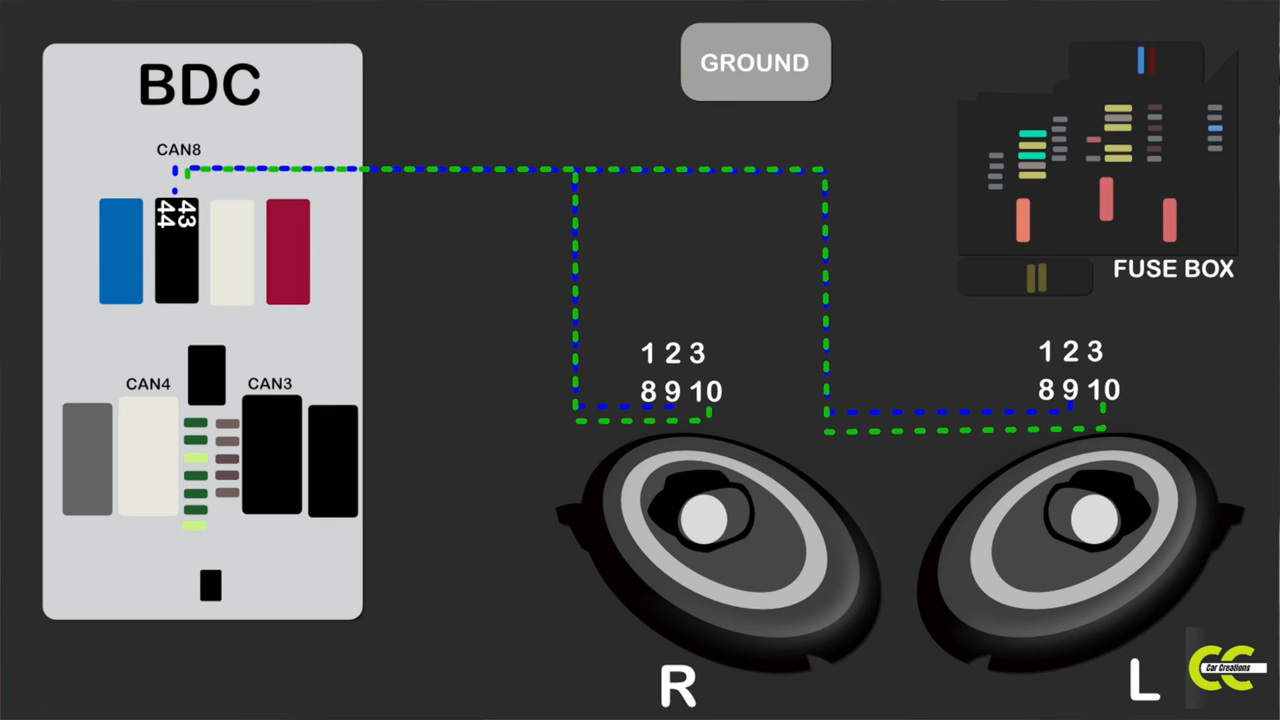 BDC
GROUND
CAN8
43
44
FUSE BOX
1 2 3
8 9 10
1 2 3
8 9 10
CAN4
CAN3
R
L
CC
Car Creations